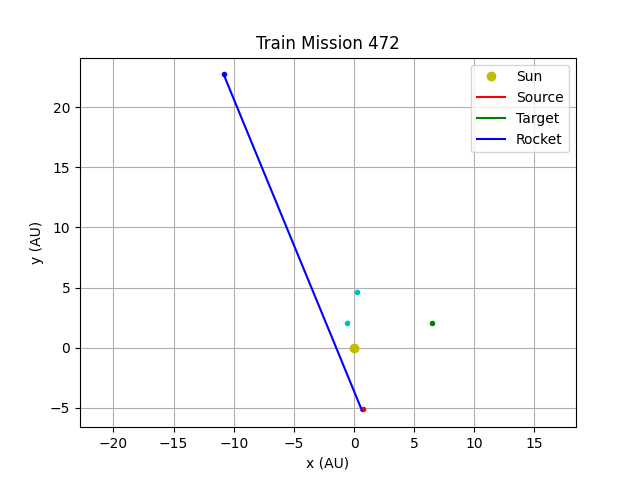 Train Mission 472
Sun
Source
Target
Rocket
20
15
10
5
0
−5
y (AU)
−20
−15
−10
−5
0
5
10
15
x (AU)